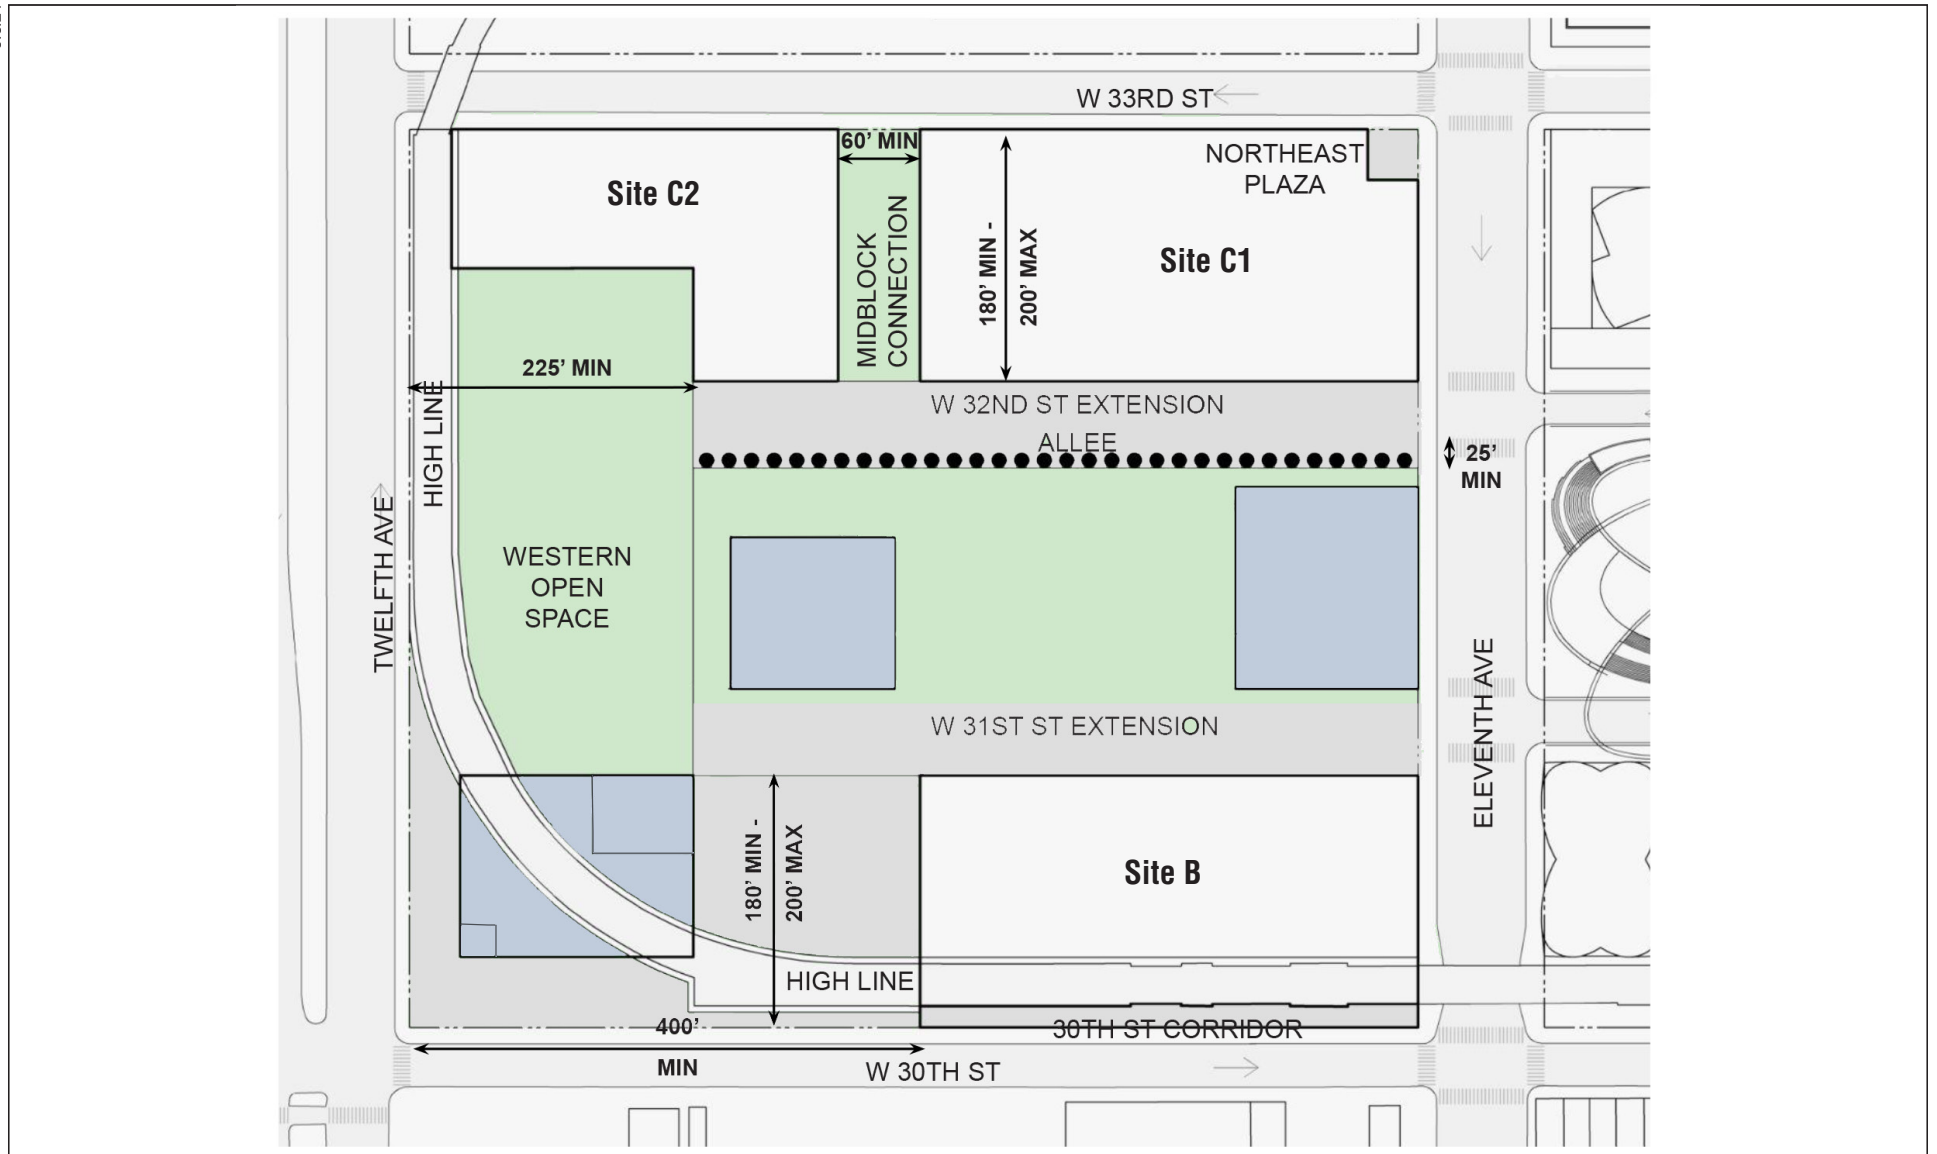 W 33RD ST
60’ MIN
NORTHEAST
PLAZA
Site C2
MIDBLOCK
CONNECTION
180’ MIN -
200’ MAX
Site C1
225’ MIN
HIGH LINE
W 32ND ST EXTENSION
ALLEE
25’
MIN
TWELFTH AVE
WESTERN
OPEN
SPACE
W 31ST ST EXTENSION
ELEVENTH AVE
180’ MIN -
200’ MAX
Site B
HIGH LINE
400’
MIN
30TH ST CORRIDOR
W 30TH ST